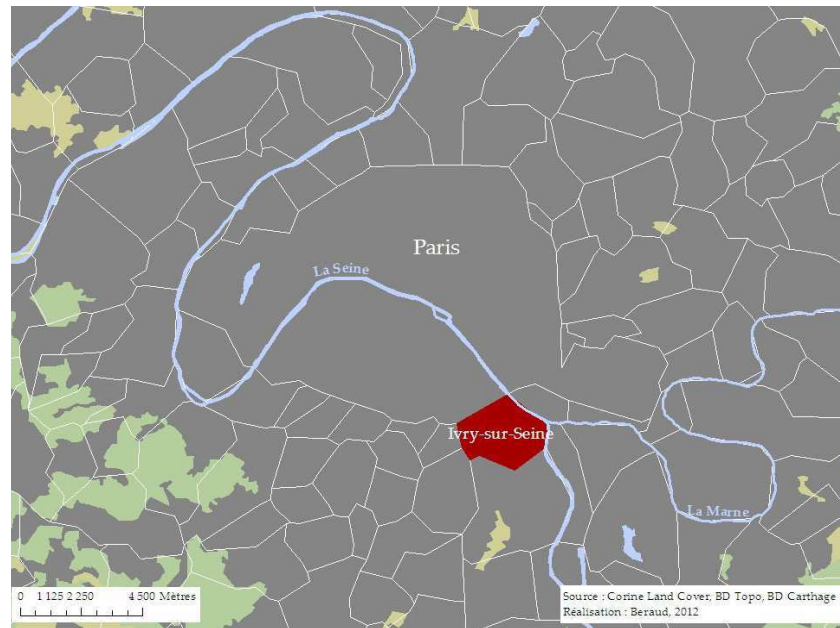 Paris
La Seine
Ivry-sur-Seine
La Marne
0 1 125 2 250 4 500 Mètres
Source : Corine Land Cover, BD Topo, BD Carthage
Réalisation : Beraud, 2012